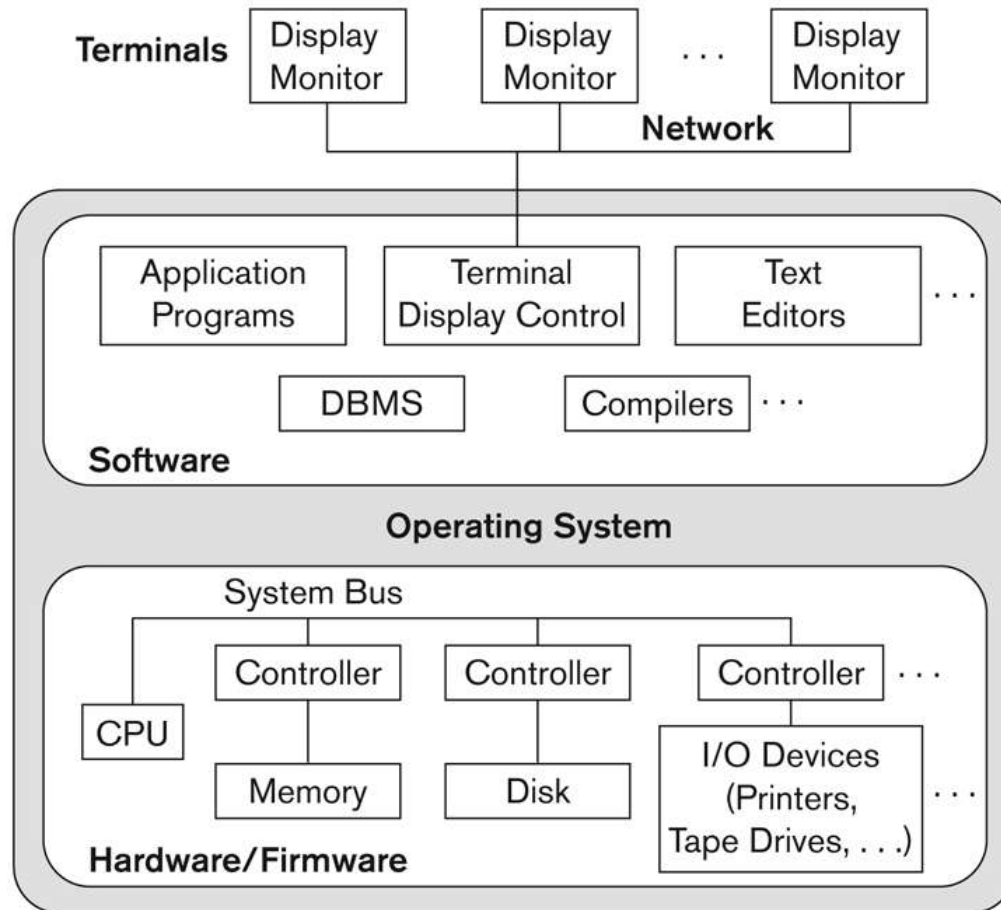 Terminals
Display
Monitor
Display
Monitor
. . .
Display
Monitor
Network
Application
Programs
Terminal
Display Control
Text
Editors
. . .
DBMS
Compilers
. . .
Software
Operating System
System Bus
Controller
Controller
Controller
. . .
CPU
Memory
Disk
I/O Devices
(Printers,
Tape Drives, . . .)
. . .
Hardware/Firmware